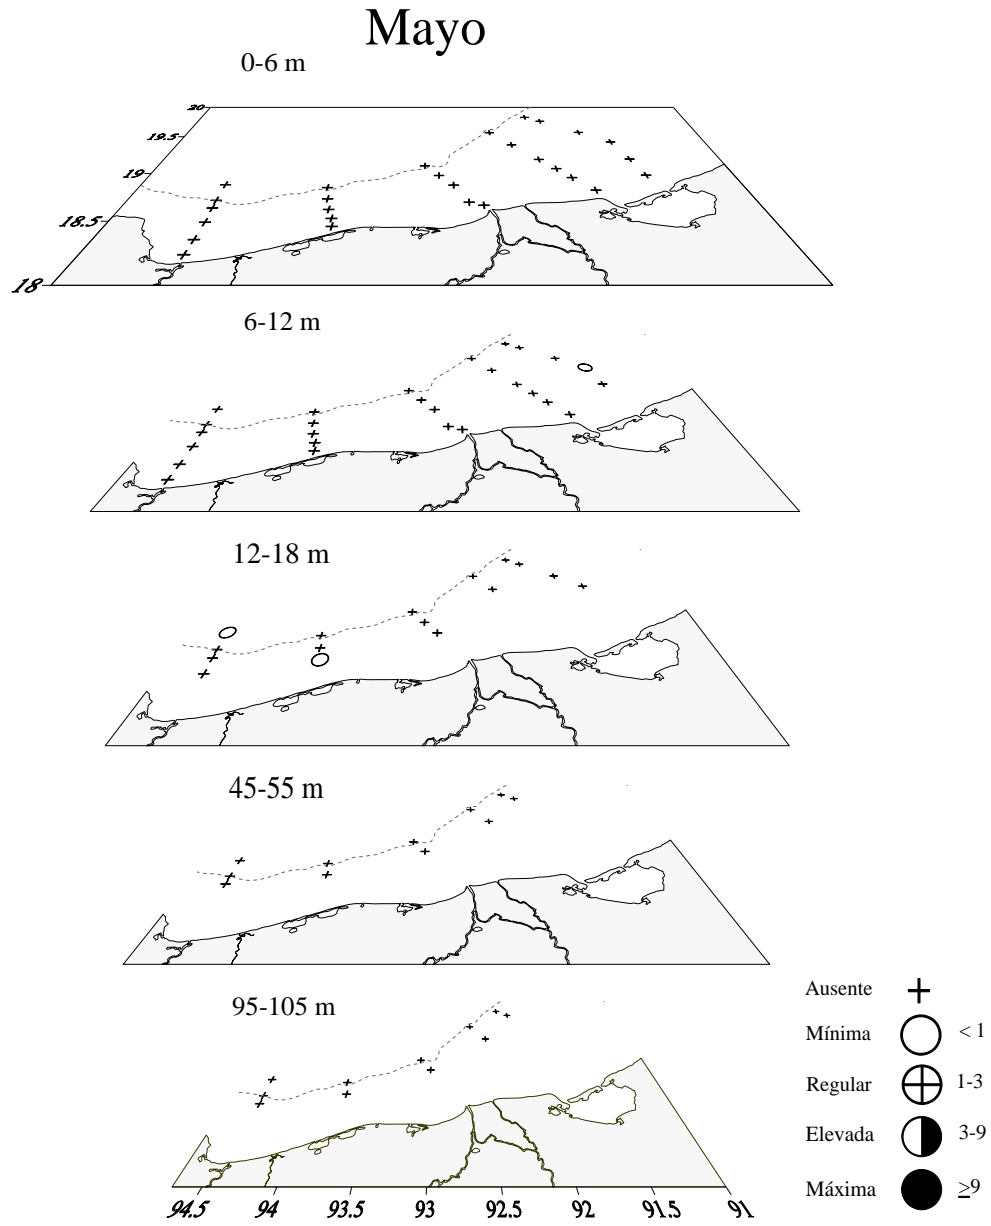 Mayo
0-6 m
20
19.5
19
18.5
18
6-12 m
12-18 m
45-55 m
95-105 m
Ausente
Mínima < 1
Regular 1-3
Elevada 3-9
Máxima ≥9
94.5 94 93.5 93 92.5 92 91.5 91